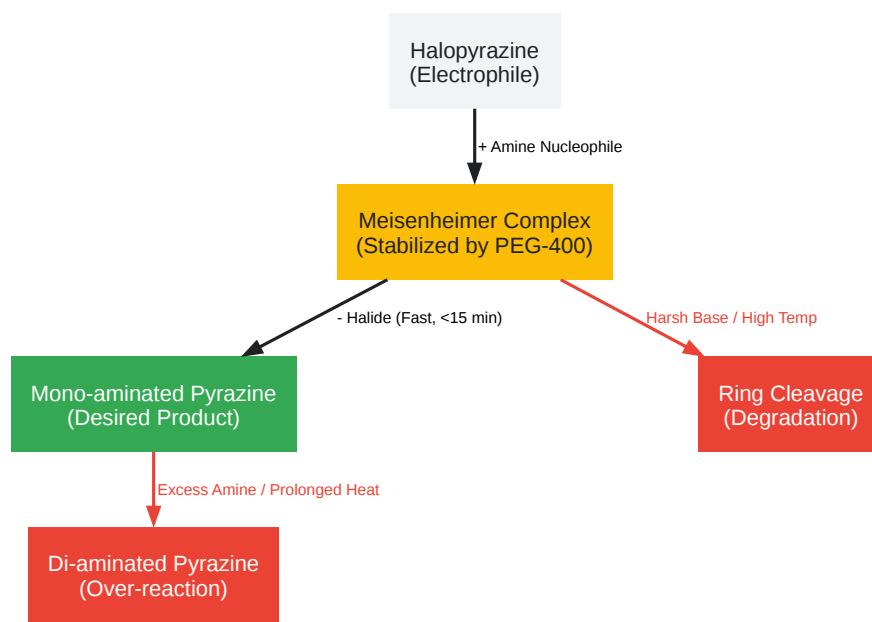 Halopyrazine
(Electrophile)
+ Amine Nucleophile
Meisenheimer Complex
(Stabilized by PEG-400)
- Halide (Fast, <15 min)
Harsh Base / High Temp
Mono-aminated Pyrazine
(Desired Product)
Ring Cleavage
(Degradation)
Excess Amine / Prolonged Heat
Di-aminated Pyrazine
(Over-reaction)